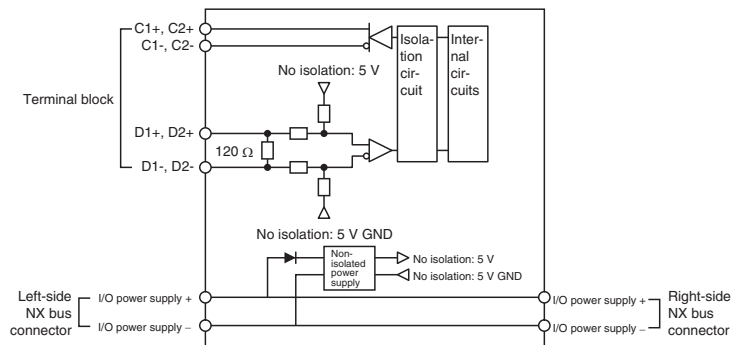 C1+, C2+
C1-, C2-
Isola-
tion
cir-
cuit
Inter-
nal
cir-
cuits
No isolation: 5 V
Terminal block
D1+, D2+
120 Ω
D1-, D2-
No isolation: 5 V GND
Non-
isolated
power
supply
No isolation: 5 V
No isolation: 5 V GND
Left-side
NX bus
connector
I/O power supply +
I/O power supply −
I/O power supply +
I/O power supply −
Right-side
NX bus
connector